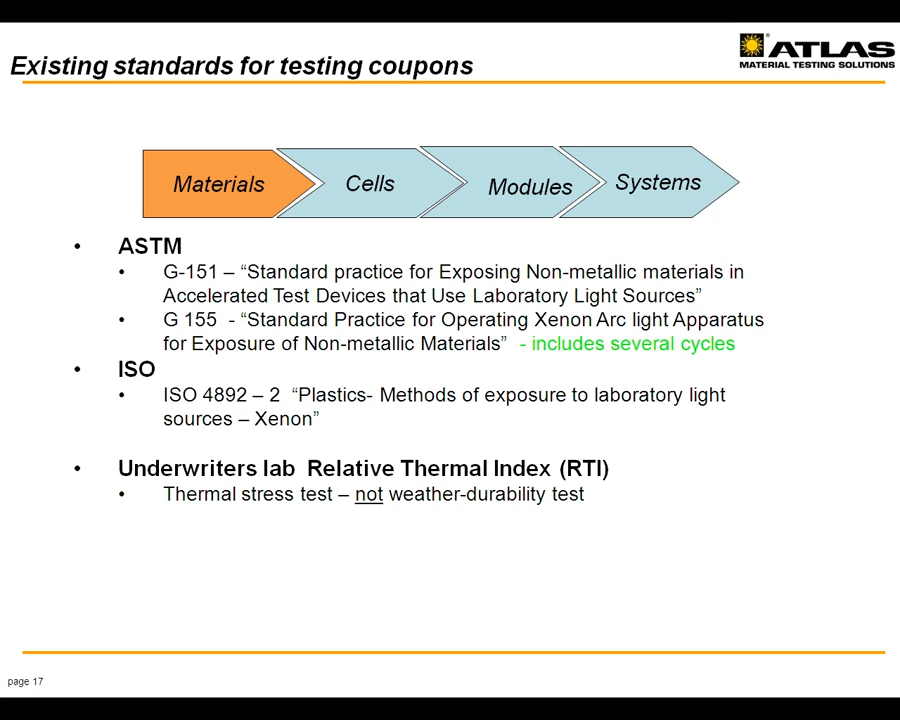 ATLAS
MATERIAL TESTING SOLUTIONS
Existing standards for testing coupons
Materials Cells Modules Systems
• ASTM
• G-151 – “Standard practice for Exposing Non-metallic materials in
Accelerated Test Devices that Use Laboratory Light Sources”
• G 155 - “Standard Practice for Operating Xenon Arc light Apparatus
for Exposure of Non-metallic Materials” - includes several cycles
• ISO
• ISO 4892 – 2 “Plastics- Methods of exposure to laboratory light
sources – Xenon”
• Underwriters lab Relative Thermal Index (RTI)
• Thermal stress test – not weather-durability test
page 17